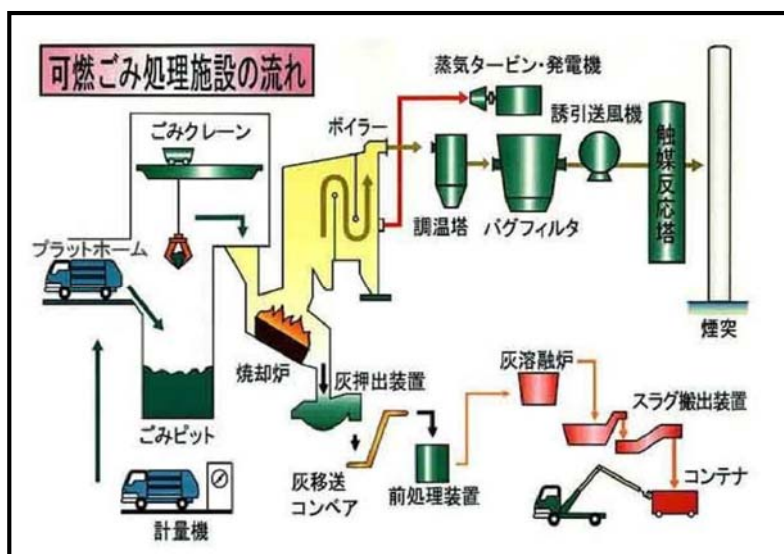 可燃ごみ処理施設の流れ
ごみクレーン
プラットホーム
ごみピット
計量機
焼却炉
ボイラー
蒸気タービン・発電機
調温塔
バグフィルタ
誘引送風機
触媒反応塔
煙突
灰押出装置
灰移送
コンベア
前処理装置
灰溶融炉
スラグ搬出装置
コンテナ